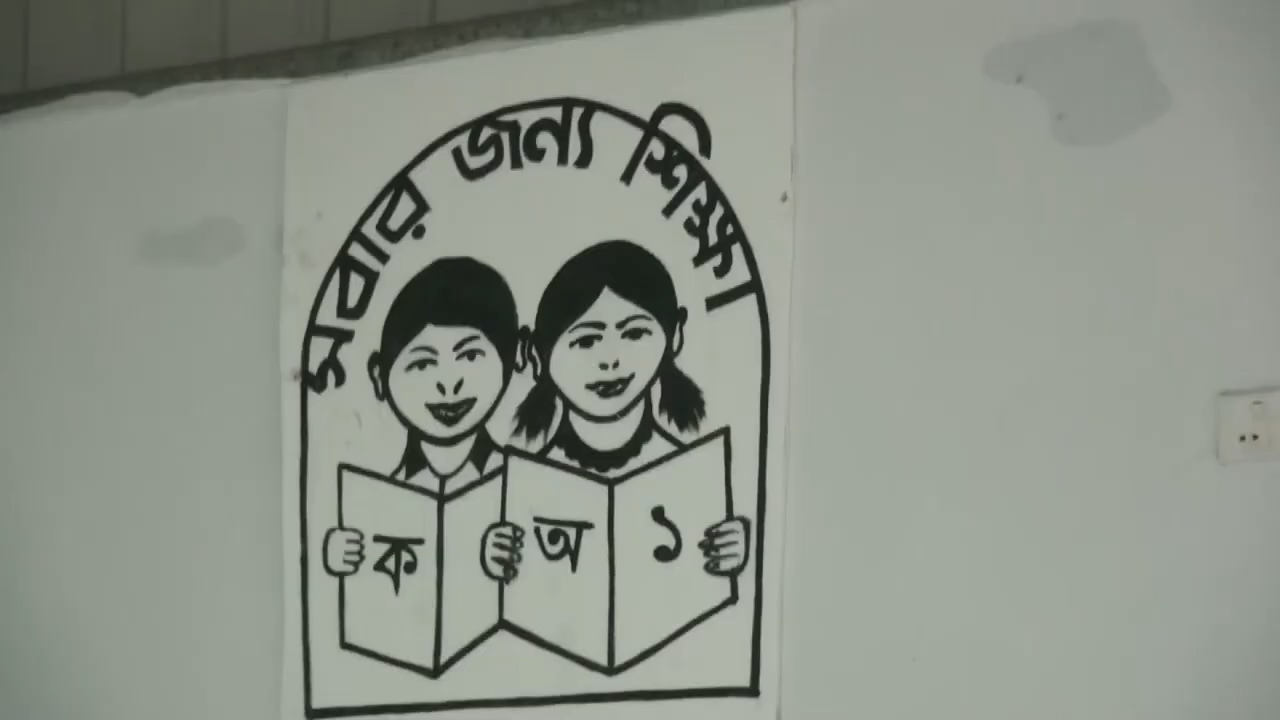 সবার জন্য শিক্ষা
ক
অ ১